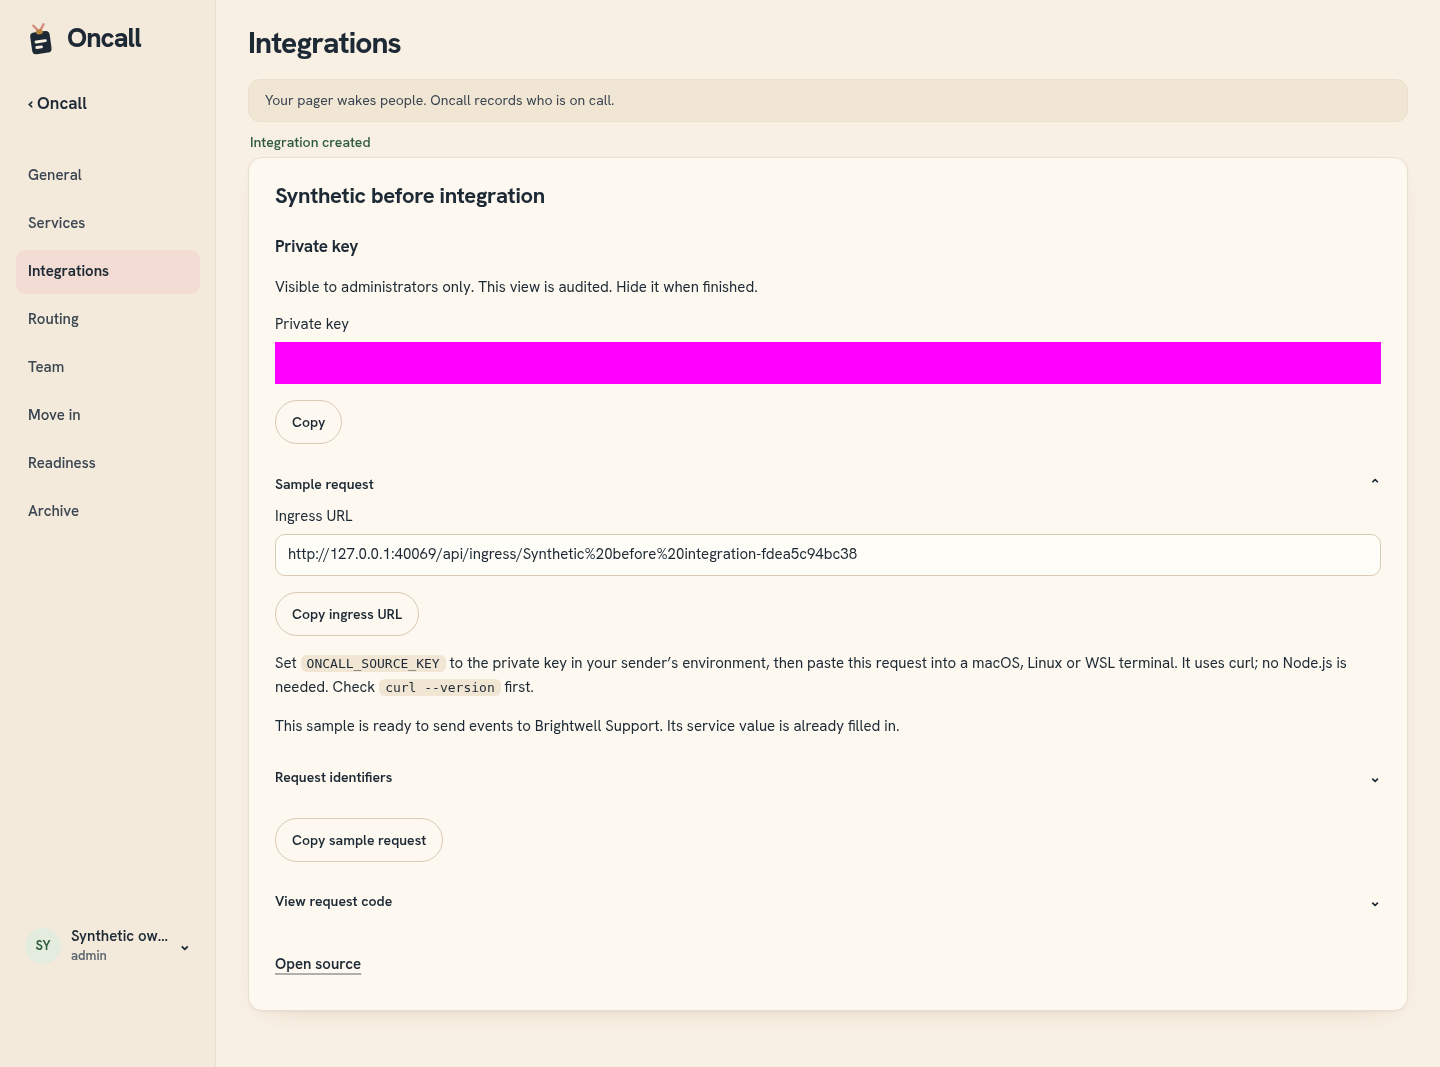 Oncall
‹ Oncall
General
Services
Integrations
Routing
Team
Move in
Readiness
Archive
SY
Synthetic ow...
admin
Integrations
Your pager wakes people. Oncall records who is on call.
Integration created
Synthetic before integration
Private key
Visible to administrators only. This view is audited. Hide it when finished.
Private key
Copy
Sample request
Ingress URL
http://127.0.0.1:40069/api/ingress/Synthetic%20before%20integration-fdea5c94bc38
Copy ingress URL
Set ONCALL_SOURCE_KEY to the private key in your sender’s environment, then paste this request into a macOS, Linux or WSL terminal. It uses curl; no Node.js is
needed. Check curl --version first.
This sample is ready to send events to Brightwell Support. Its service value is already filled in.
Request identifiers
Copy sample request
View request code
Open source